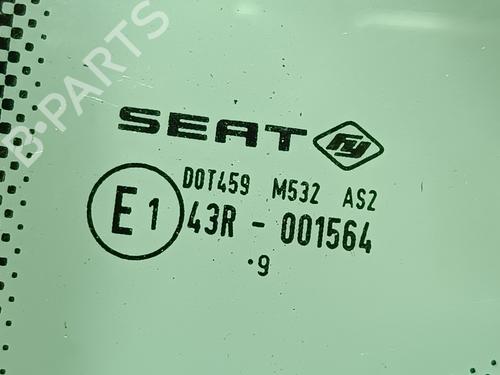 SEAT
DOT459 M532 AS2
E1 43R - 001564
.9
B-PARTS